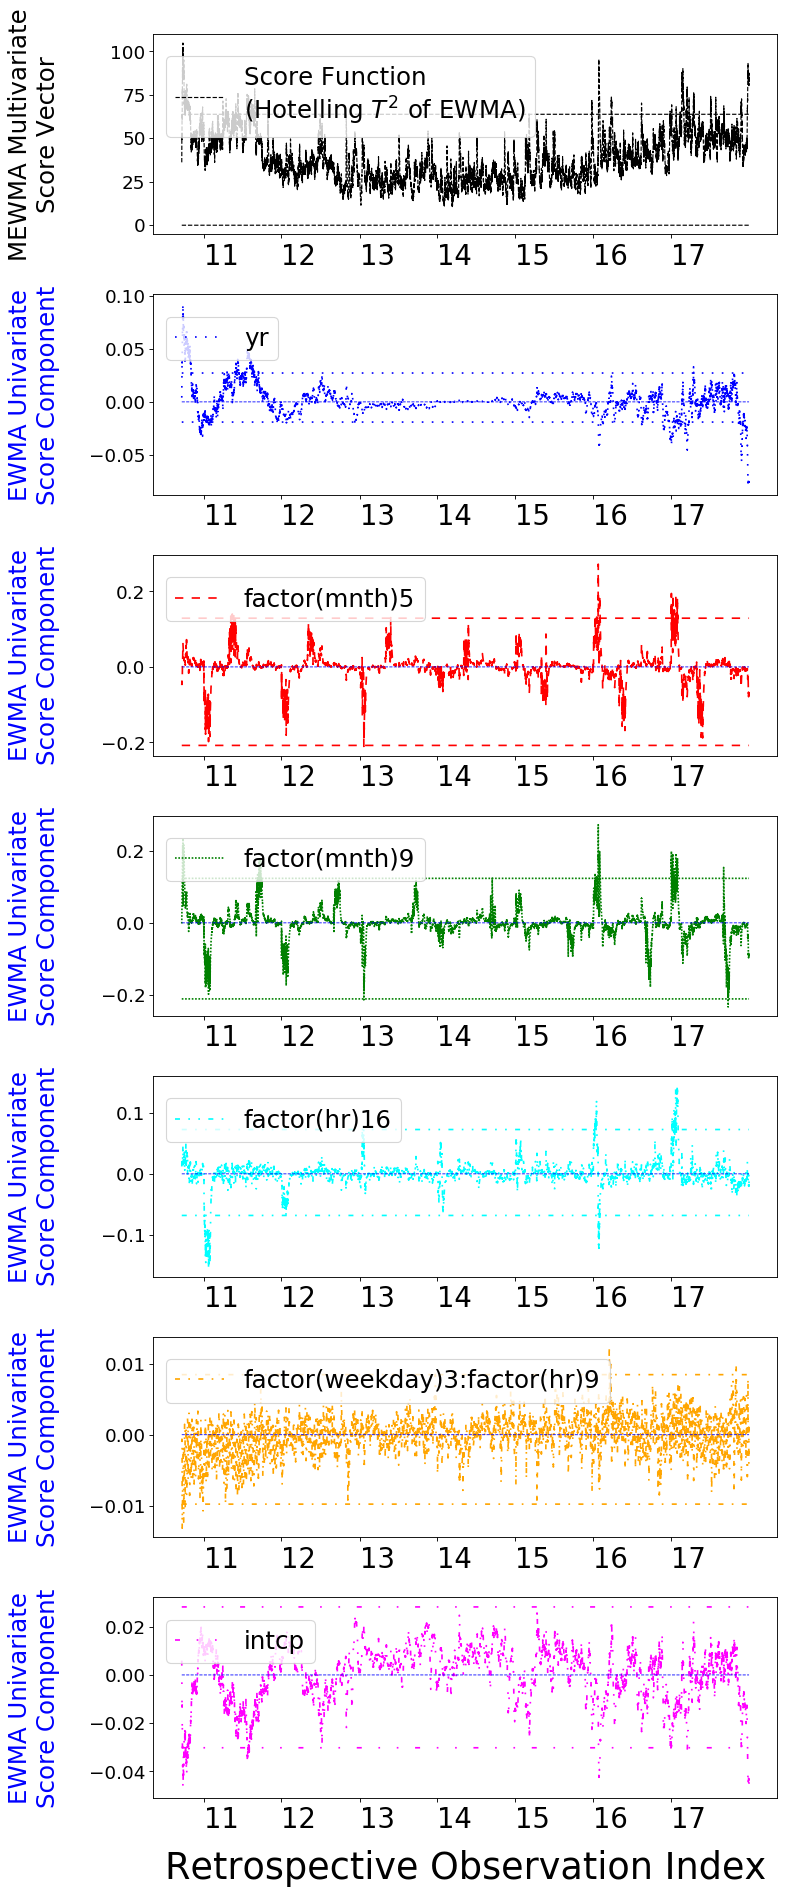 MEWMA Multivariate
Score Vector
100
75
50
25
0
Score Function
(Hotelling T² of EWMA)
11 12 13 14 15 16 17
EWMA Univariate
Score Component
0.10
0.05
0.00
−0.05
yr
11 12 13 14 15 16 17
EWMA Univariate
Score Component
0.2
0.0
−0.2
factor(mnth)5
11 12 13 14 15 16 17
EWMA Univariate
Score Component
0.2
0.0
−0.2
factor(mnth)9
11 12 13 14 15 16 17
EWMA Univariate
Score Component
0.1
0.0
−0.1
factor(hr)16
11 12 13 14 15 16 17
EWMA Univariate
Score Component
0.01
0.00
−0.01
factor(weekday)3:factor(hr)9
11 12 13 14 15 16 17
EWMA Univariate
Score Component
0.02
0.00
−0.02
−0.04
intcp
11 12 13 14 15 16 17
Retrospective Observation Index